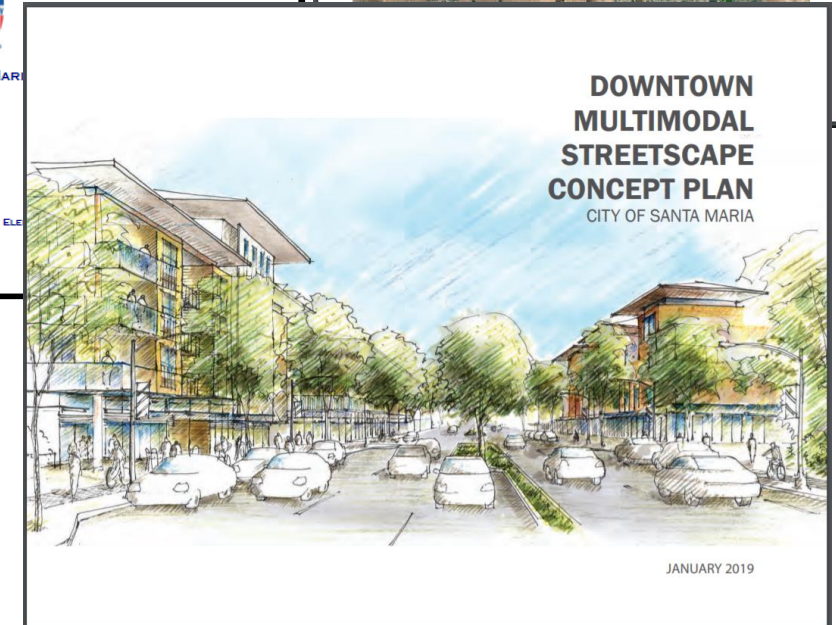 DOWNTOWN
MULTIMODAL
STREETSCAPE
CONCEPT PLAN
CITY OF SANTA MARIA
JANUARY 2019